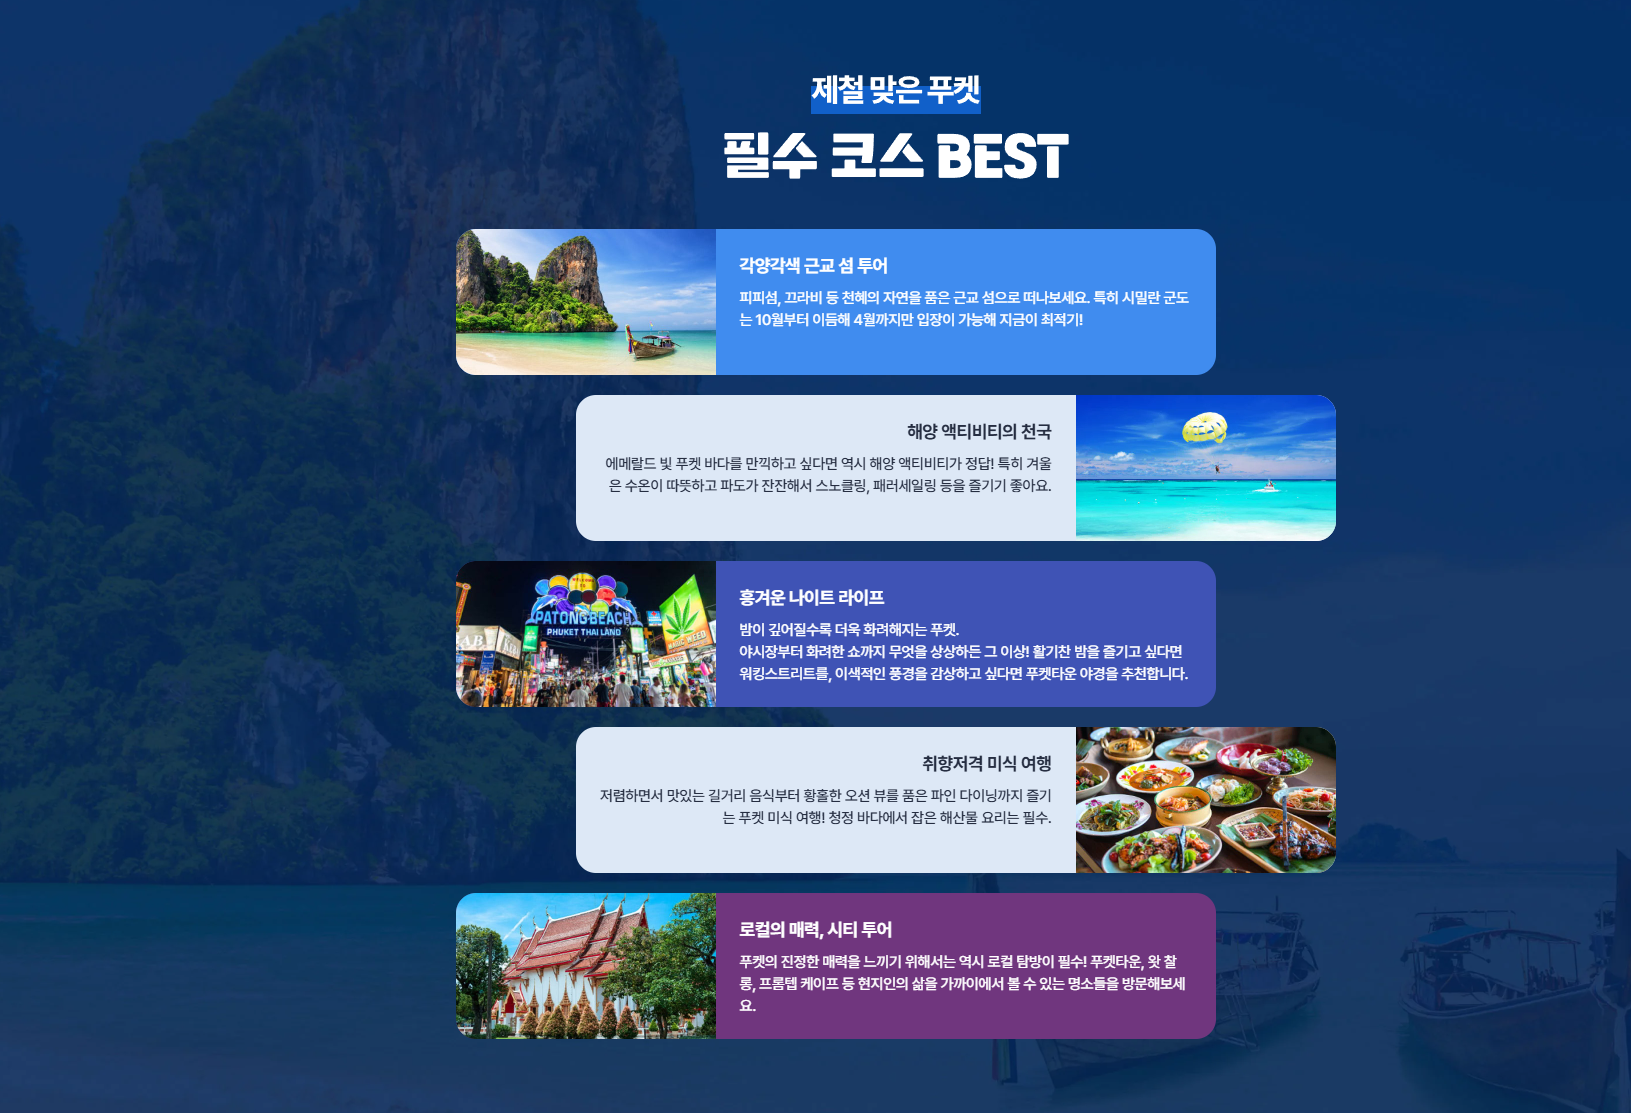 제철 맞은 푸켓
필수 코스 BEST
각양각색 근교 섬 투어
피피섬, 끄라비 등 천혜의 자연을 품은 근교 섬으로 떠나보세요. 특히 시밀란 군도
는 10월부터 이듬해 4월까지만 입장이 가능해 지금이 최적기!
해양 액티비티의 천국
에메랄드 빛 푸켓 바다를 만끽하고 싶다면 역시 해양 액티비티가 정답! 특히 겨울
은 수온이 따뜻하고 파도가 잔잔해서 스노클링, 패러세일링 등을 즐기기 좋아요.
PATONG BEACH
PHUKET THAILAND
MAGIC WEED
흥겨운 나이트 라이프
밤이 깊어질수록 더욱 화려해지는 푸켓.
야시장부터 화려한 쇼까지 무엇을 상상하든 그 이상! 활기찬 밤을 즐기고 싶다면
워킹스트리트를, 이색적인 풍경을 감상하고 싶다면 푸켓타운 야경을 추천합니다.
취향저격 미식 여행
저렴하면서 맛있는 길거리 음식부터 황홀한 오션 뷰를 품은 파인 다이닝까지 즐기
는 푸켓 미식 여행! 청정 바다에서 잡은 해산물 요리는 필수.
로컬의 매력, 시티 투어
푸켓의 진정한 매력을 느끼기 위해서는 역시 로컬 탐방이 필수! 푸켓타운, 왓 찰
롱, 프롬텝 케이프 등 현지인의 삶을 가까이에서 볼 수 있는 명소들을 방문해보세
요.